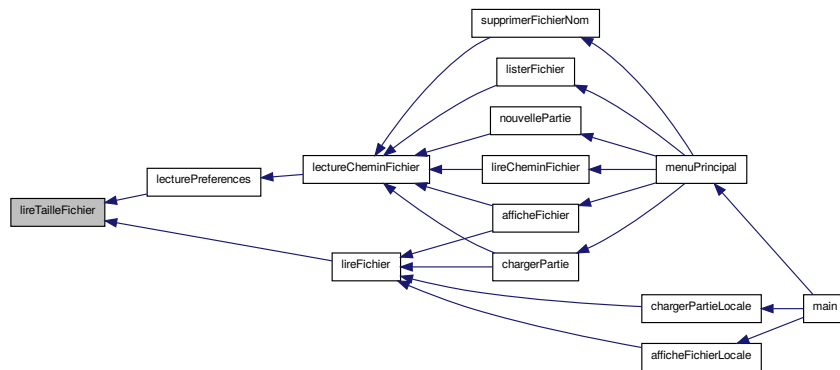 supprimerFichierNom
listerFichier
nouvellePartie
lectureCheminFichier
lireCheminFichier
menuPrincipal
lecturePreferences
lireTailleFichier
afficheFichier
lireFichier
chargerPartie
chargerPartieLocale
main
afficheFichierLocale